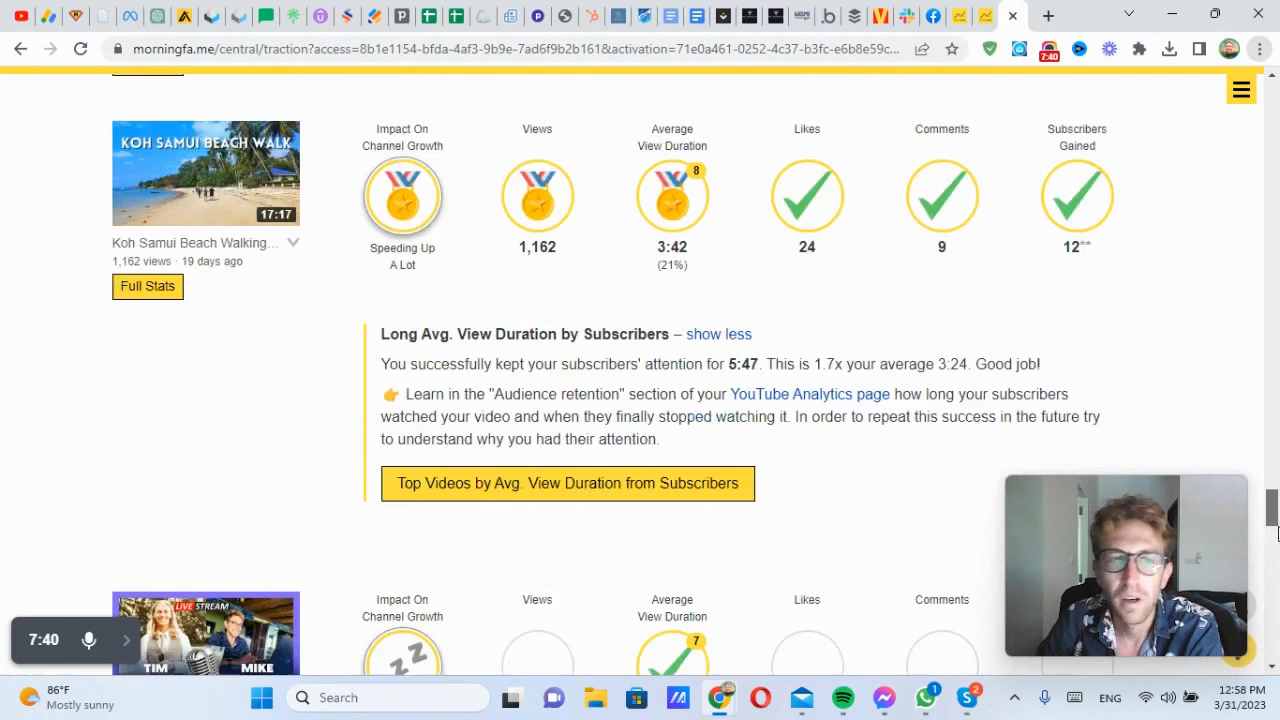 morningfa.me/central/traction?access=8b1e1154-bfda-4af3-9b9e-7ad6f9b2b161&activation=71e0a461-0252-4c37-b3fc-e6b8e59c...
7:40
KOH SAMUI BEACH WALK
17:17
Koh Samui Beach Walking...
1,162 views · 19 days ago
Full Stats
Impact On
Channel Growth
Speeding Up
A Lot
Views
1,162
Average
View Duration
8
3:42
(21%)
Likes
24
Comments
9
Subscribers
Gained
12**
Long Avg. View Duration by Subscribers – show less
You successfully kept your subscribers' attention for 5:47. This is 1.7x your average 3:24. Good job!
👉 Learn in the "Audience retention" section of your YouTube Analytics page how long your subscribers
watched your video and when they finally stopped watching it. In order to repeat this success in the future try
to understand why you had their attention.
Top Videos by Avg. View Duration from Subscribers
LIVE STREAM
TIM MIKE
Impact On
Channel Growth
Views
Average
View Duration
7
Likes
Comments
7:40
86°F
Mostly sunny
Search
1
2
ENG
12:58 PM
3/31/2023